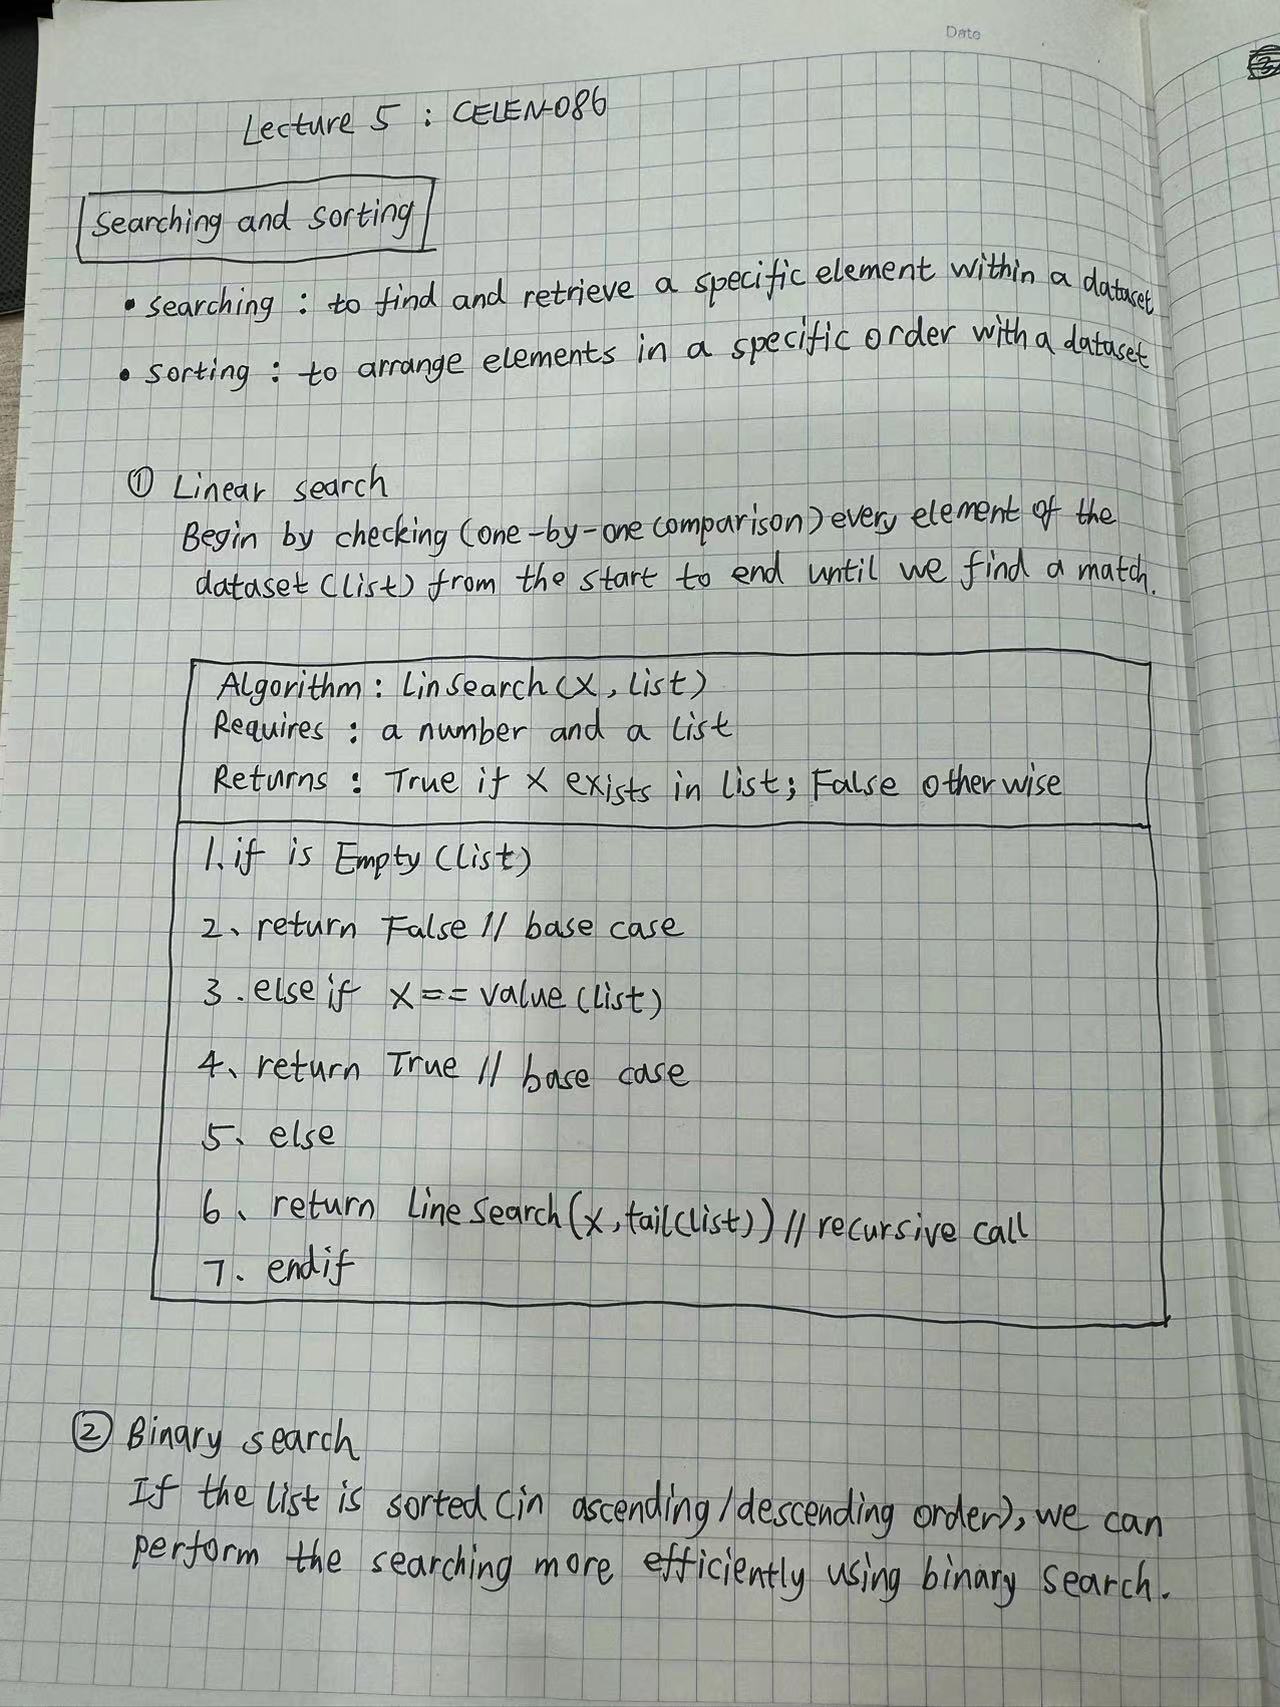 Date
Lecture 5 : CELEN-086
Searching and sorting
• searching : to find and retrieve a specific element within a dataset
• sorting : to arrange elements in a specific order with a dataset
① Linear search
Begin by checking (one-by-one comparison) every element of the
dataset (list) from the start to end until we find a match.
Algorithm : LinSearch (x, list)
Requires : a number and a list
Returns : True if x exists in list; False otherwise
1. if is Empty (list)
2、return False // base case
3. else if x == value (list)
4、return True // base case
5、else
6、return Line Search (x, tail(list)) // recursive call
7. endif
② Binary search
If the list is sorted (in ascending/descending order), we can
perform the searching more efficiently using binary search.